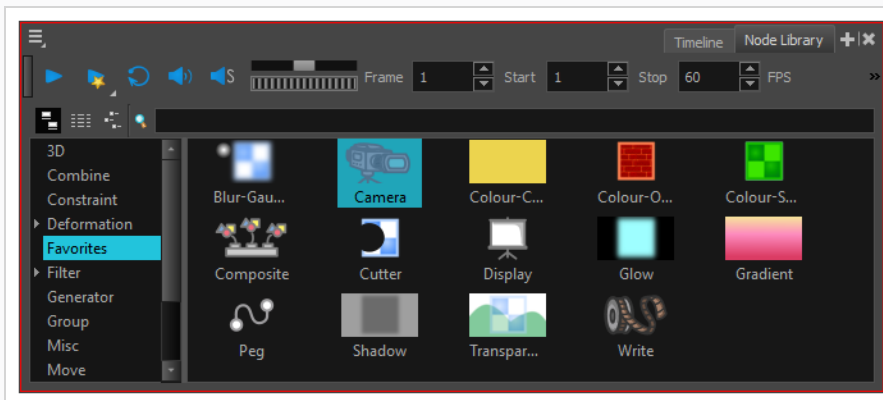 Timeline Node Library
S Frame 1 Start 1 Stop 60 FPS
3D
Combine
Constraint
Deformation
Favorites
Filter
Generator
Group
Misc
Move
Blur-Gau... Camera Colour-C... Colour-O... Colour-S...
Composite Cutter Display Glow Gradient
Peg Shadow Transpar... Write